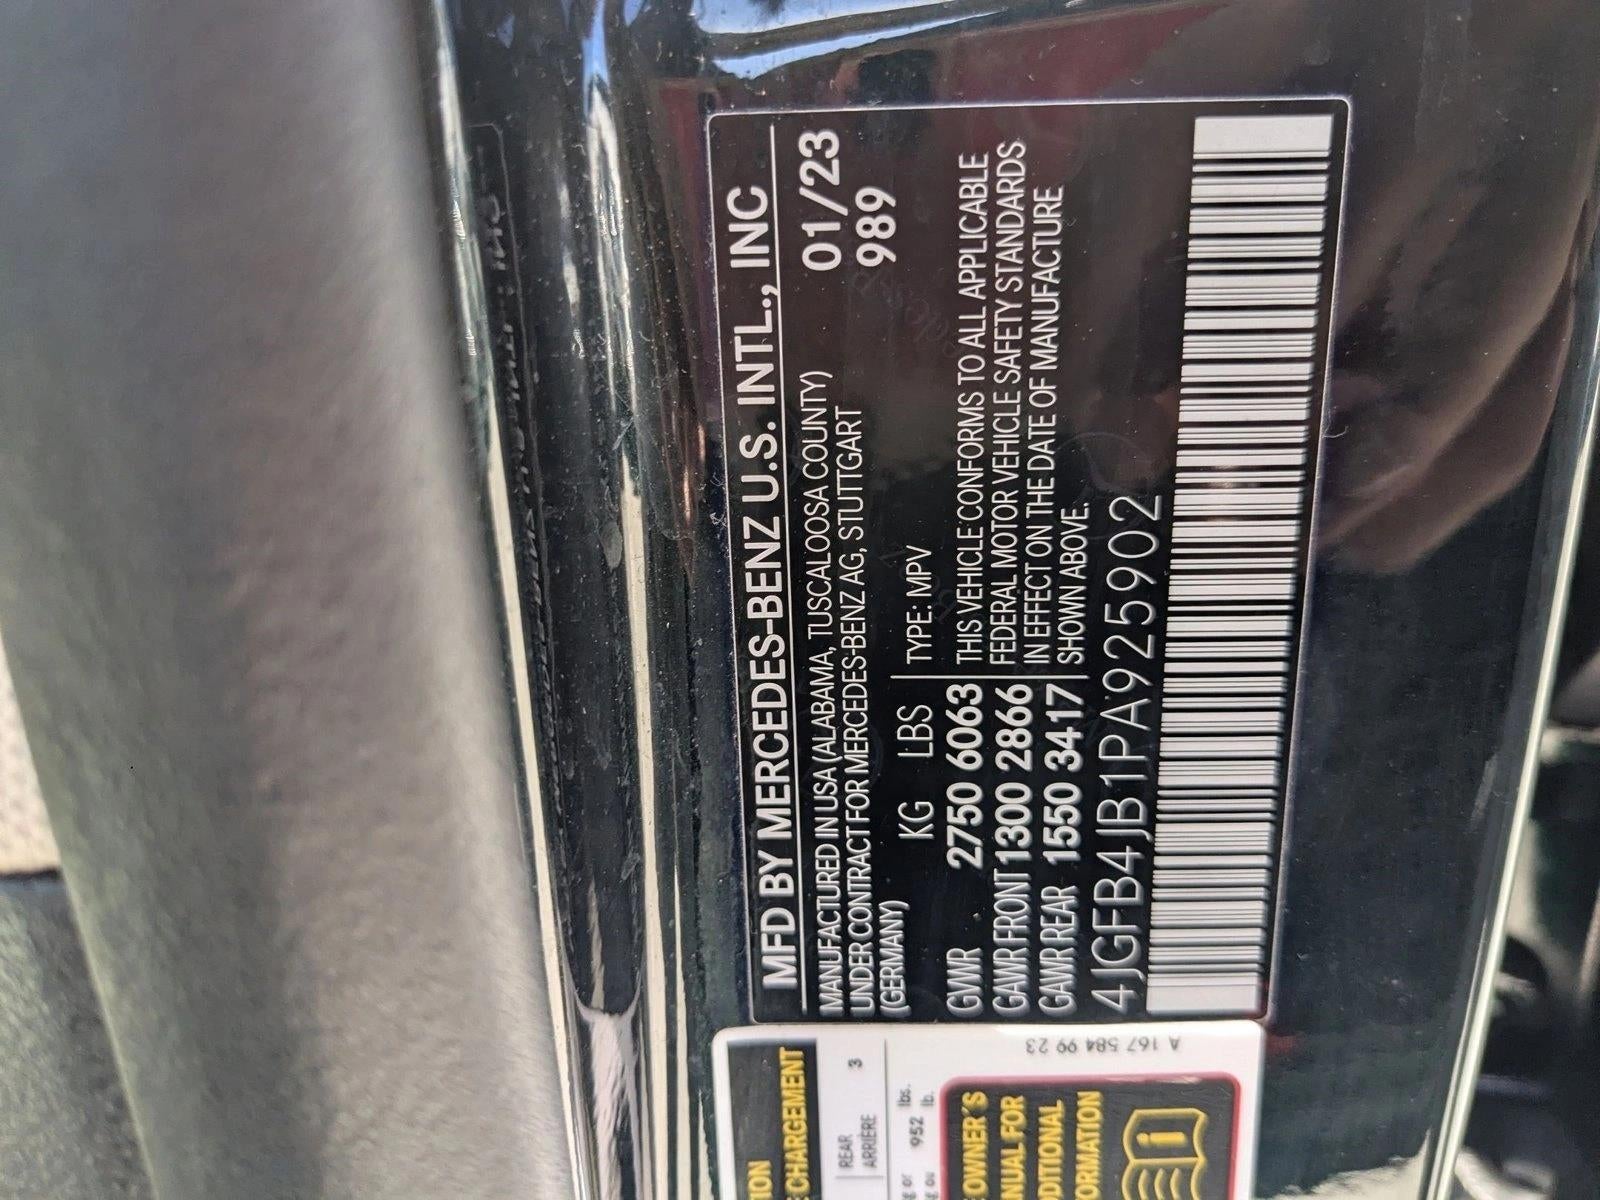 MFD BY MERCEDES-BENZ U.S. INTL., INC
MANUFACTURED IN USA (ALABAMA, TUSCALOOSA COUNTY) 01/23
UNDER CONTRACT FOR MERCEDES-BENZ AG, STUTTGART 989
(GERMANY)
KG LBS TYPE: MPV
GVWR 2750 6063
GAWR FRONT 1300 2866
GAWR REAR 1550 3417
THIS VEHICLE CONFORMS TO ALL APPLICABLE
FEDERAL MOTOR VEHICLE SAFETY STANDARDS
IN EFFECT ON THE DATE OF MANUFACTURE
SHOWN ABOVE.
4JGFB4JB1PA925902
CHARGEMENT
REAR 3
ARRIÈRE
952 lbs.
lb.
OWNER'S
FOR
A 167 584 99 23